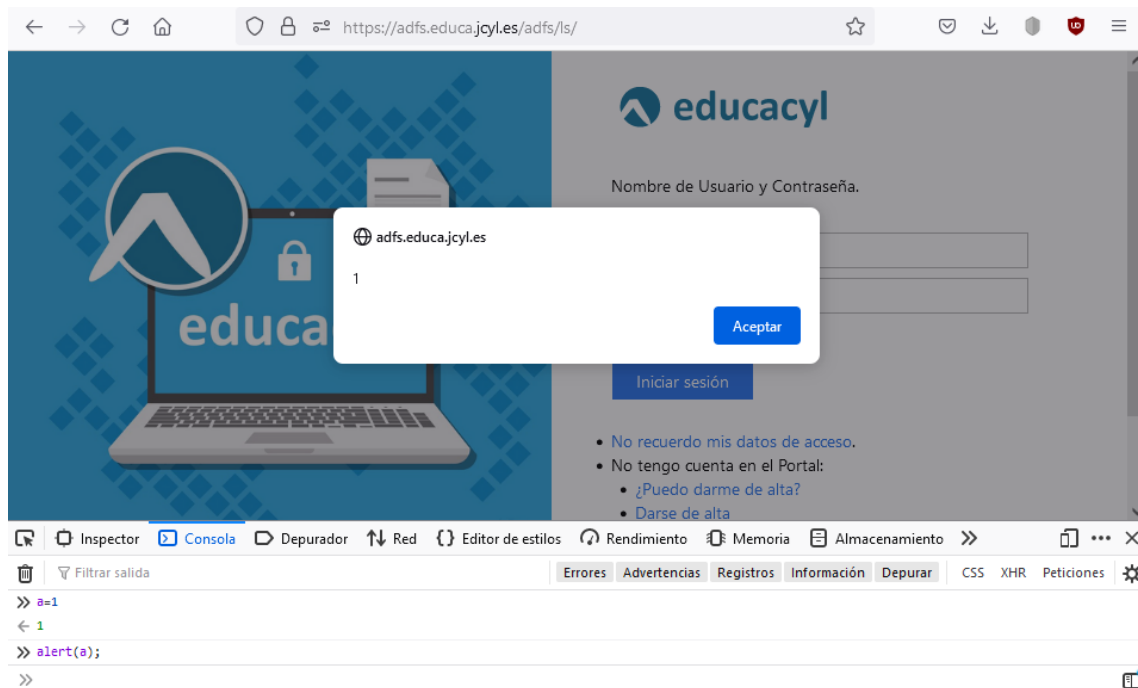 https://adfs.educa.jcyl.es/adfs/ls/
educacyl
Nombre de Usuario y Contraseña.
adfs.educa.jcyl.es
1
Aceptar
educa
Iniciar sesión
No recuerdo mis datos de acceso.
No tengo cuenta en el Portal:
¿Puedo darme de alta?
Darse de alta
Inspector Consola Depurador Red Editor de estilos Rendimiento Memoria Almacenamiento
Filtrar salida Errores Advertencias Registros Información Depurar CSS XHR Peticiones
a=1
1
alert(a);